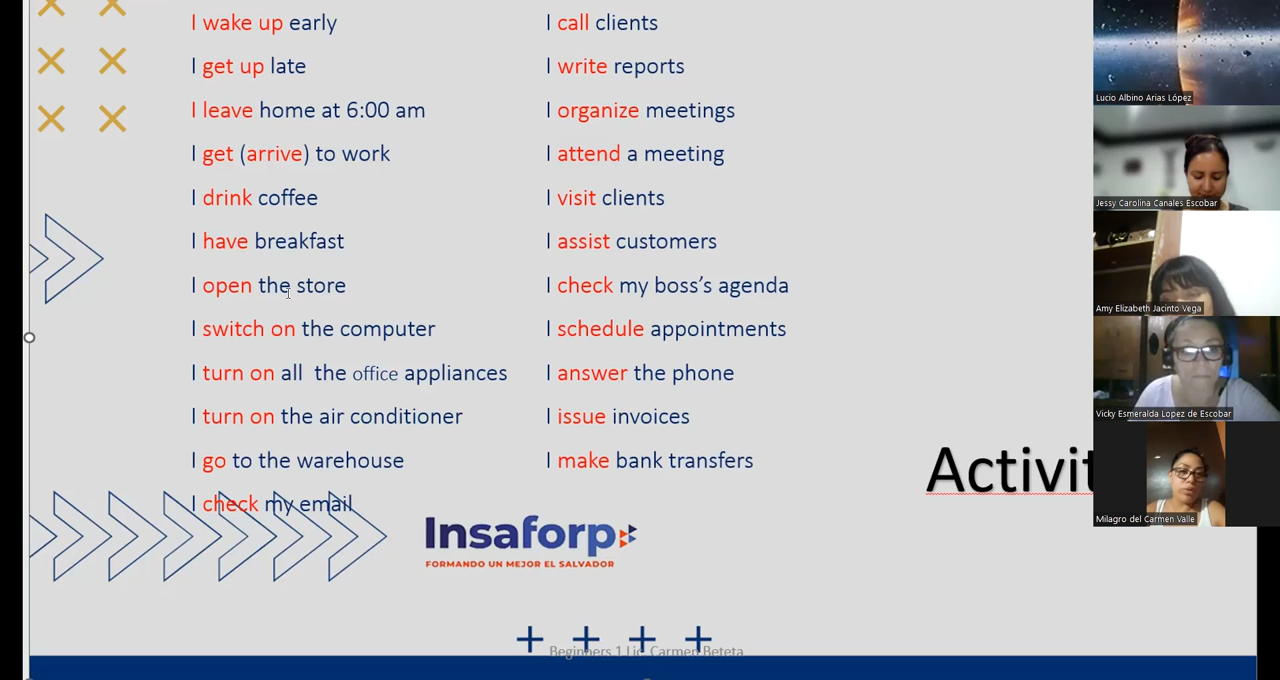 I wake up early
I get up late
I leave home at 6:00 am
I get (arrive) to work
I drink coffee
I have breakfast
I open the store
I switch on the computer
I turn on all the office appliances
I turn on the air conditioner
I go to the warehouse
I check my email
I call clients
I write reports
I organize meetings
I attend a meeting
I visit clients
I assist customers
I check my boss’s agenda
I schedule appointments
I answer the phone
I issue invoices
I make bank transfers
Activit
Insaforp
FORMANDO UN MEJOR EL SALVADOR
Beginners 1 Lic. Carmen Beteta
Lucio Albino Arias López
Jessy Carolina Canales Escobar
Amy Elizabeth Jacinto Vega
Vicky Esmeralda Lopez de Escobar
Milagro del Carmen Valle